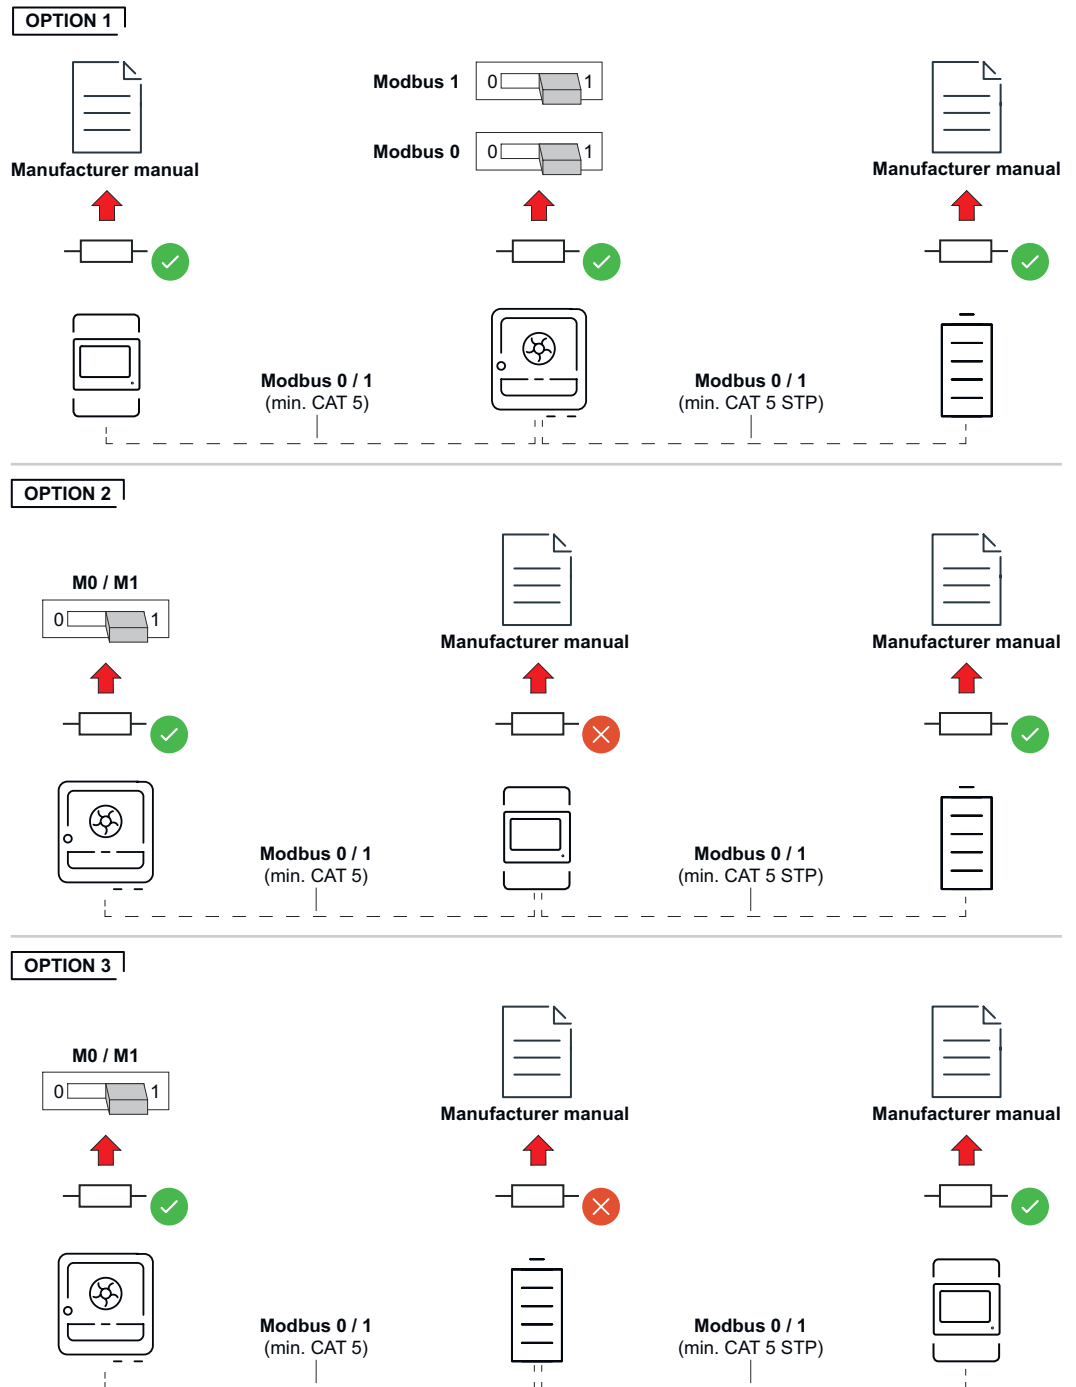 OPTION 1
Modbus 1 0 1
Modbus 0 0 1
Manufacturer manual
Manufacturer manual
Modbus 0 / 1
(min. CAT 5)
Modbus 0 / 1
(min. CAT 5 STP)
OPTION 2
M0 / M1
0 1
Manufacturer manual
Manufacturer manual
Modbus 0 / 1
(min. CAT 5)
Modbus 0 / 1
(min. CAT 5 STP)
OPTION 3
M0 / M1
0 1
Manufacturer manual
Manufacturer manual
Modbus 0 / 1
(min. CAT 5)
Modbus 0 / 1
(min. CAT 5 STP)